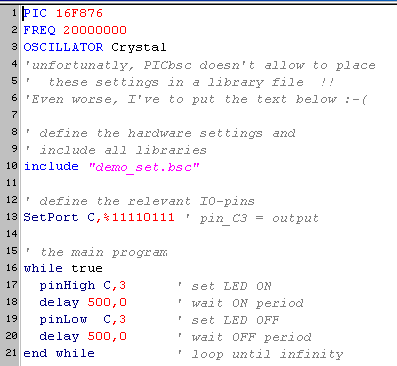 1 PIC 16F876
2 FREQ 20000000
3 OSCILLATOR Crystal
4 'unfortunatly, PICbsc doesn't allow to place
5 '  these settings in a library file  !!
6 'Even worse, I've to put the text below :-(
7
8 ' define the hardware settings and
9 ' include all libraries
10 include "demo_set.bsc"
11
12 ' define the relevant IO-pins
13 SetPort C,%11110111 ' pin_C3 = output
14
15 ' the main program
16 while true
17   pinHigh C,3      ' set LED ON
18   delay 500,0      ' wait ON period
19   pinLow  C,3      ' set LED OFF
20   delay 500,0      ' wait OFF period
21 end while          ' loop until infinity